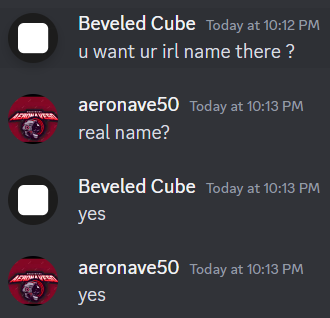 Beveled Cube Today at 10:12 PM
u want ur irl name there ?
aeronave50 Today at 10:13 PM
real name?
Beveled Cube Today at 10:13 PM
yes
aeronave50 Today at 10:13 PM
yes